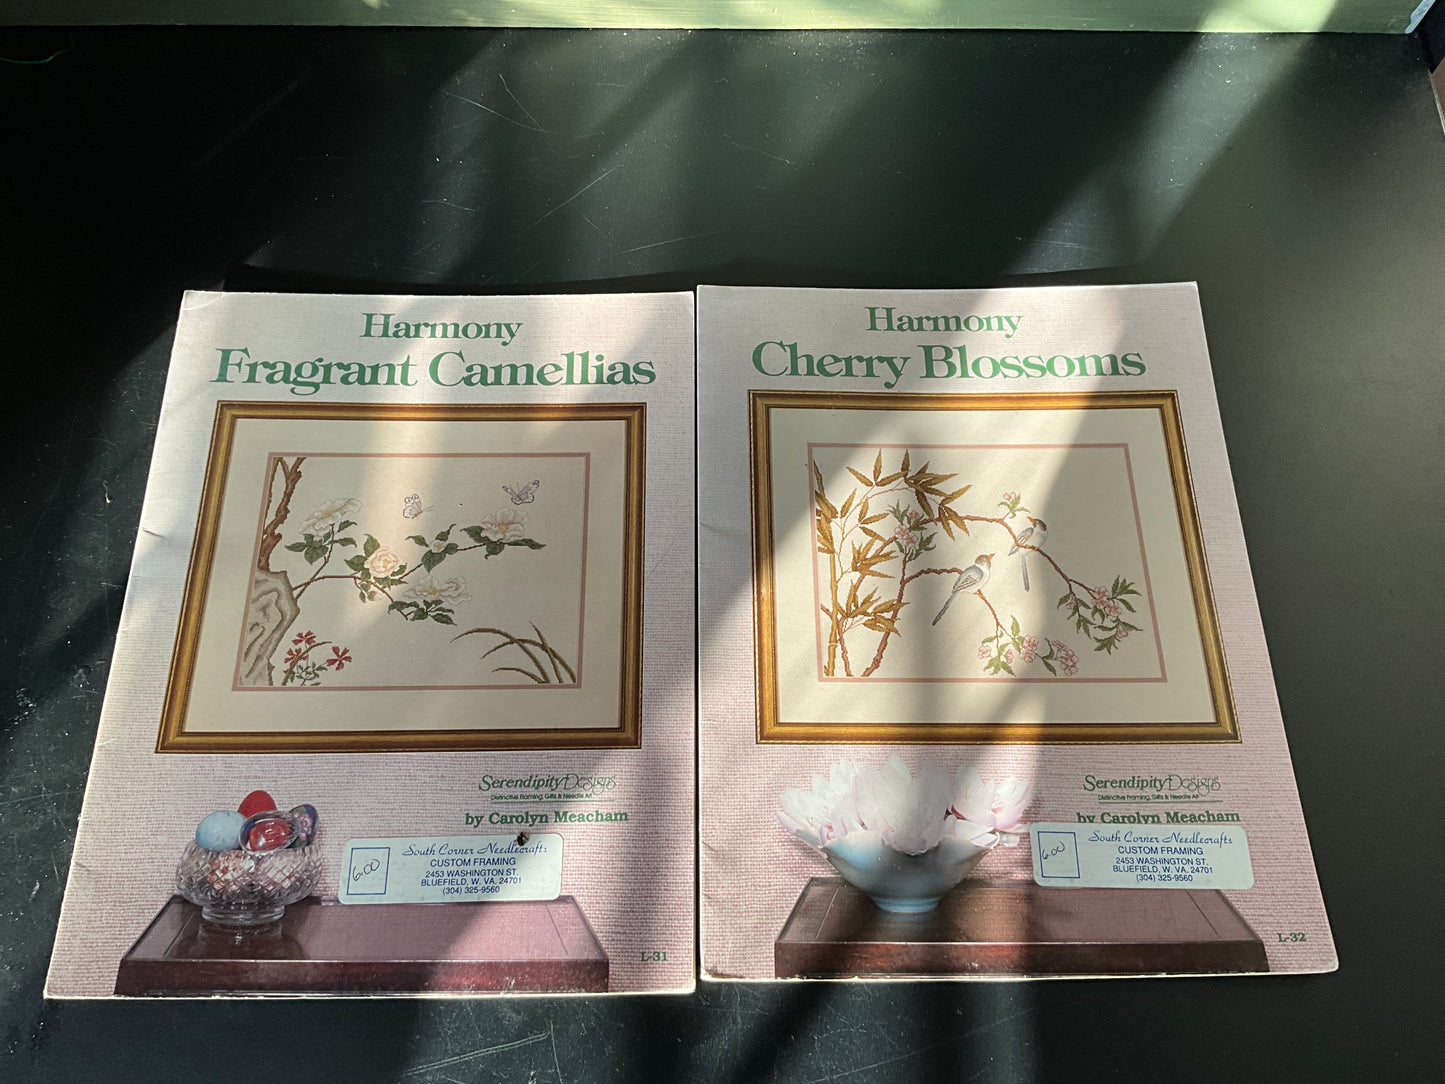 Harmony
Fragrant Camellias
Serendipity Designs
Distinctive Framing, Gifts & Needle Art
by Carolyn Meacham
6.00
South Corner Needlecrafts
CUSTOM FRAMING
2453 WASHINGTON ST.
BLUEFIELD, W. VA. 24701
(304) 325-9560
L-31
Harmony
Cherry Blossoms
Serendipity Designs
Distinctive Framing, Gifts & Needle Art
by Carolyn Meacham
6.00
South Corner Needlecrafts
CUSTOM FRAMING
2453 WASHINGTON ST.
BLUEFIELD, W. VA. 24701
(304) 325-9560
L-32